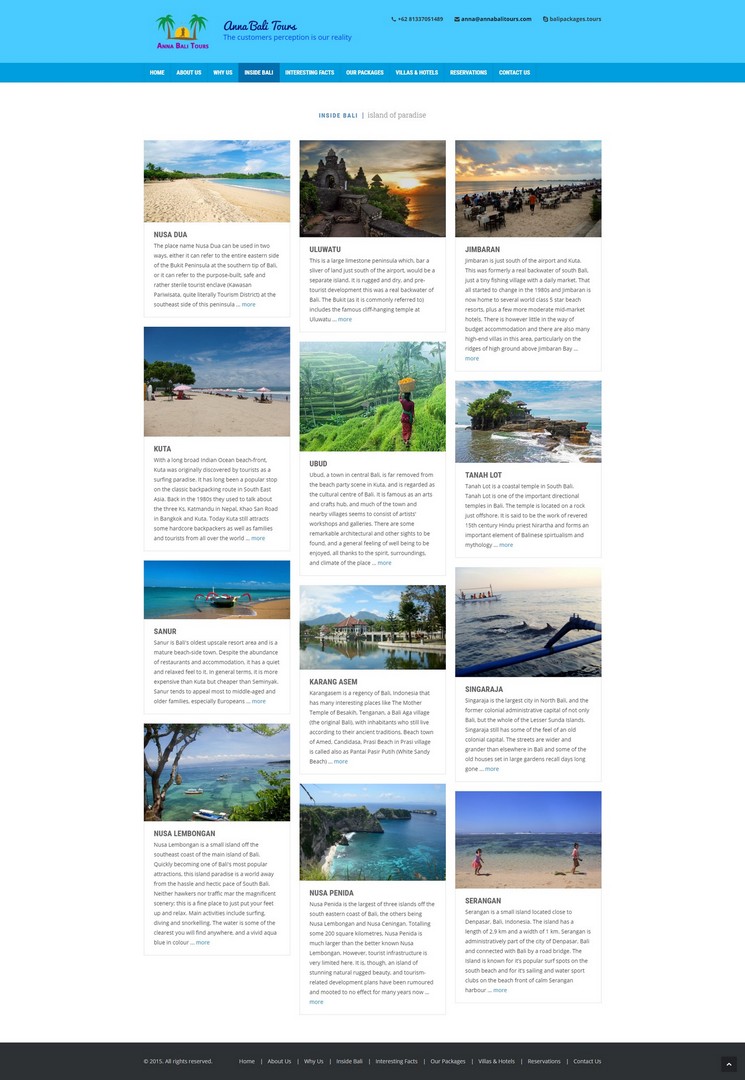 ANNA BALI TOURS
Anna Bali Tours
The customers perception is our reality
+62 81337051489
anna@annabalitours.com
balipackages.tours
HOME ABOUT US WHY US INSIDE BALI INTERESTING FACTS OUR PACKAGES VILLAS & HOTELS RESERVATIONS CONTACT US
INSIDE BALI | island of paradise
NUSA DUA
The place name Nusa Dua can be used in two
ways, either it can refer to the entire eastern side
of the Bukit Peninsula at the southern tip of Bali,
or it can refer to the purpose-built, safe and
rather sterile tourist enclave (Kawasan
Pariwisata, quite literally Tourism District) at the
southeast side of this peninsula ... more
KUTA
With a long broad Indian Ocean beach-front,
Kuta was originally discovered by tourists as a
surfing paradise. It has long been a popular stop
on the classic backpacking route in South East
Asia. Back in the 1980s they used to talk about
the three Ks, Katmandu in Nepal, Khao San Road
in Bangkok and Kuta. Today Kuta still attracts
some hardcore backpackers as well as families
and tourists from all over the world ... more
SANUR
Sanur is Bali's oldest upscale resort area and is a
mature beach-side town. Despite the abundance
of restaurants and accommodation, it has a quiet
and relaxed feel to it. In general terms, it is more
expensive than Kuta but cheaper than Seminyak.
Sanur tends to appeal most to middle-aged and
older families, especially Europeans ... more
NUSA LEMBONGAN
Nusa Lembongan is a small island off the
southeast coast of the main island of Bali.
Quickly becoming one of Bali's most popular
attractions, this island paradise is a world away
from the hassle and hectic pace of South Bali.
Neither hawkers nor traffic mar the magnificent
scenery; this is a fine place to just put your feet
up and relax. Main activities include surfing,
diving and snorkelling. The water is some of the
clearest you will find anywhere, and a vivid aqua
blue in colour ... more
ULUWATU
This is a large limestone peninsula which, bar a
sliver of land just south of the airport, would be a
separate island. It is rugged and dry, and pre-
tourist development this was a real backwater of
Bali. The Bukit (as it is commonly referred to)
includes the famous cliff-hanging temple at
Uluwatu ... more
UBUD
Ubud, a town in central Bali, is far removed from
the beach party scene in Kuta, and is regarded as
the cultural centre of Bali. It is famous as an arts
and crafts hub, and much of the town and
nearby villages seems to consist of artists'
workshops and galleries. There are some
remarkable architectural and other sights to be
found, and a general feeling of well being to be
enjoyed, all thanks to the spirit, surroundings,
and climate of the place ... more
KARANG ASEM
Karangasem is a regency of Bali, Indonesia that
has many interesting places like The Mother
Temple of Besakih, Tenganan, a Bali Aga village
(the original Bali), with inhabitants who still live
according to their ancient traditions, Beach town
of Amed, Candidasa, Prasi Beach in Prasi village
is called also as Pantai Pasir Putih (White Sandy
Beach) ... more
NUSA PENIDA
Nusa Penida is the largest of three islands off the
south eastern coast of Bali, the others being
Nusa Lembongan and Nusa Ceningan. Totalling
some 200 square kilometres, Nusa Penida is
much larger than the better known Nusa
Lembongan. However, tourist infrastructure is
very limited here. It is, though, an island of
stunning natural rugged beauty, and tourism-
related development plans have been rumoured
and mooted to no effect for many years now ...
more
JIMBARAN
Jimbaran is just south of the airport and Kuta.
This was formerly a real backwater of south Bali,
just a tiny fishing village with a daily market. That
all started to change in the 1980s and Jimbaran is
now home to several world class 5 star beach
resorts, plus a few more moderate mid-market
hotels. There is however little in the way of
budget accommodation and there are also many
high-end villas in this area, particularly on the
ridges of high ground above Jimbaran Bay ...
more
TANAH LOT
Tanah Lot is a coastal temple in South Bali.
Tanah Lot is one of the important directional
temples in Bali. The temple is located on a rock
just offshore. It is said to be the work of revered
15th century Hindu priest Nirartha and forms an
important element of Balinese spirtualism and
mythology ... more
SINGARAJA
Singaraja is the largest city in North Bali, and the
former colonial administrative capital of not only
Bali, but the whole of the Lesser Sunda Islands.
Singaraja still has some of the feel of an old
colonial capital. The streets are wider and
grander than elsewhere in Bali and some of the
old houses set in large gardens recall days long
gone ... more
SERANGAN
Serangan is a small island located close to
Denpasar, Bali, Indonesia. The island has a
length of 2.9 km and a width of 1 km. Serangan is
administratively part of the city of Denpasar, Bali
and connected with Bali by a road bridge. The
island is known for it's popular surf spots on the
south beach and for it's sailing and water sport
clubs on the beach front of calm Serangan
harbour ... more
© 2015. All rights reserved.
Home | About Us | Why Us | Inside Bali | Interesting Facts | Our Packages | Villas & Hotels | Reservations | Contact Us